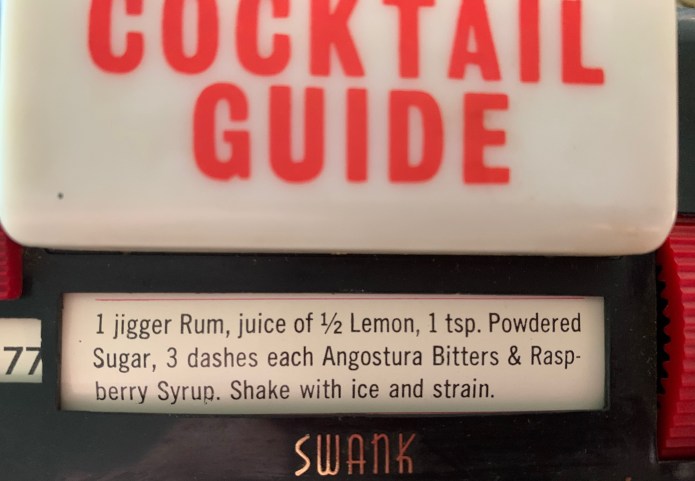 COCKTAIL
GUIDE
77
1 jigger Rum, juice of ½ Lemon, 1 tsp. Powdered
Sugar, 3 dashes each Angostura Bitters & Rasp-
berry Syrup. Shake with ice and strain.
SWANK